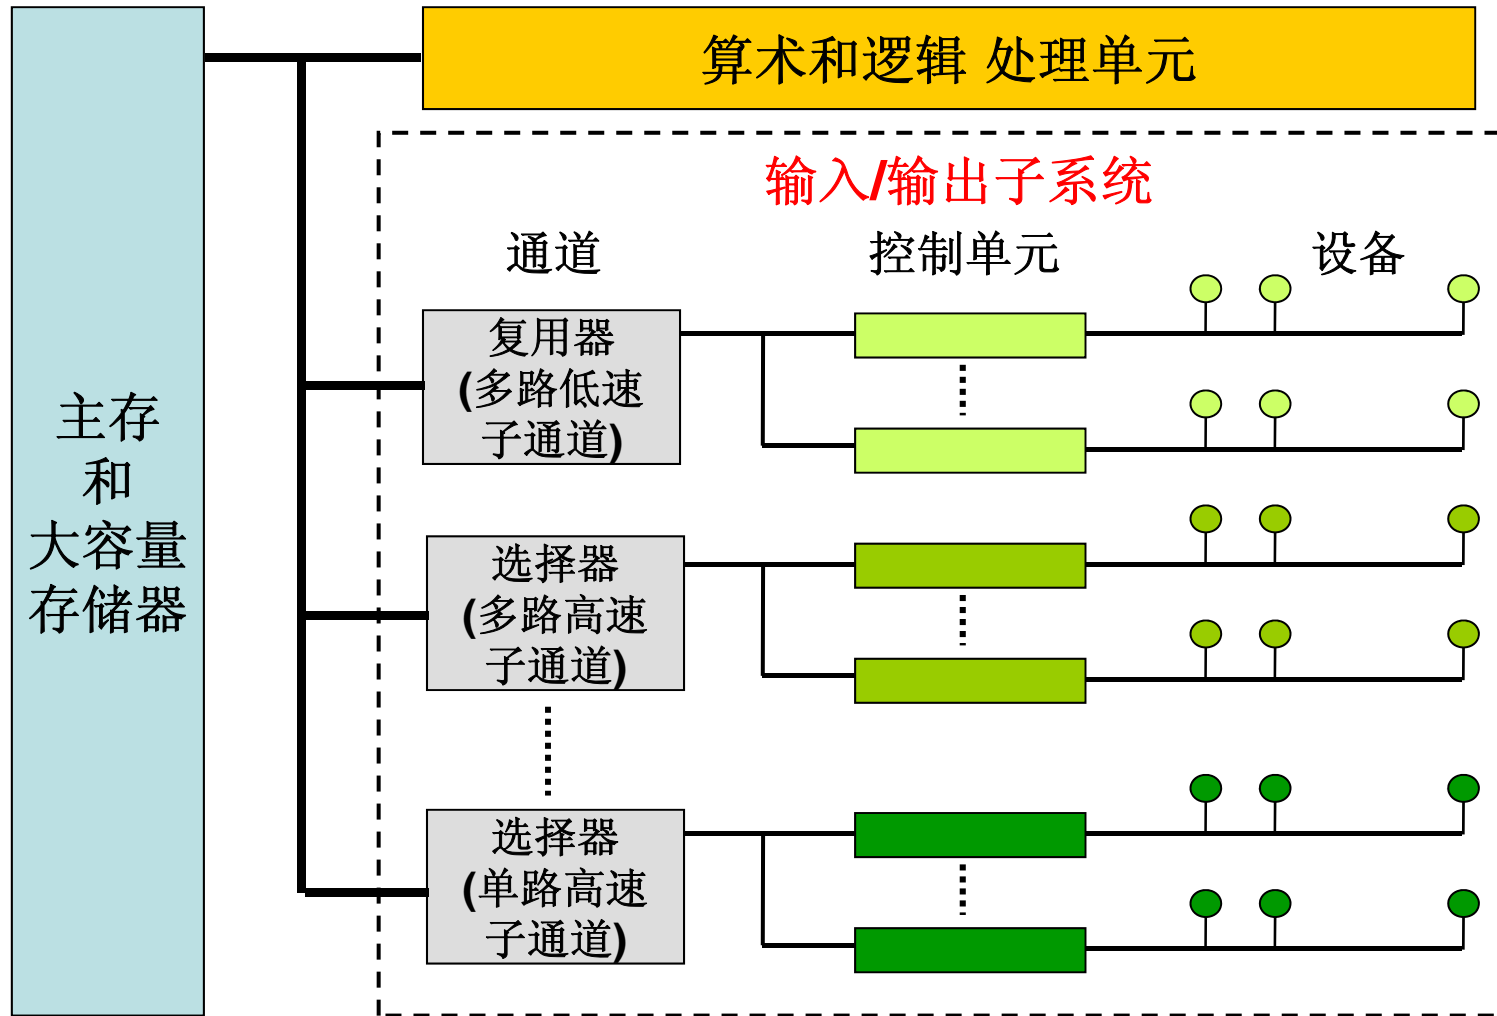 算术和逻辑 处理单元
输入/输出子系统
通道
控制单元
设备
主存
和
大容量
存储器
复用器
(多路低速
子通道)
选择器
(多路高速
子通道)
选择器
(单路高速
子通道)